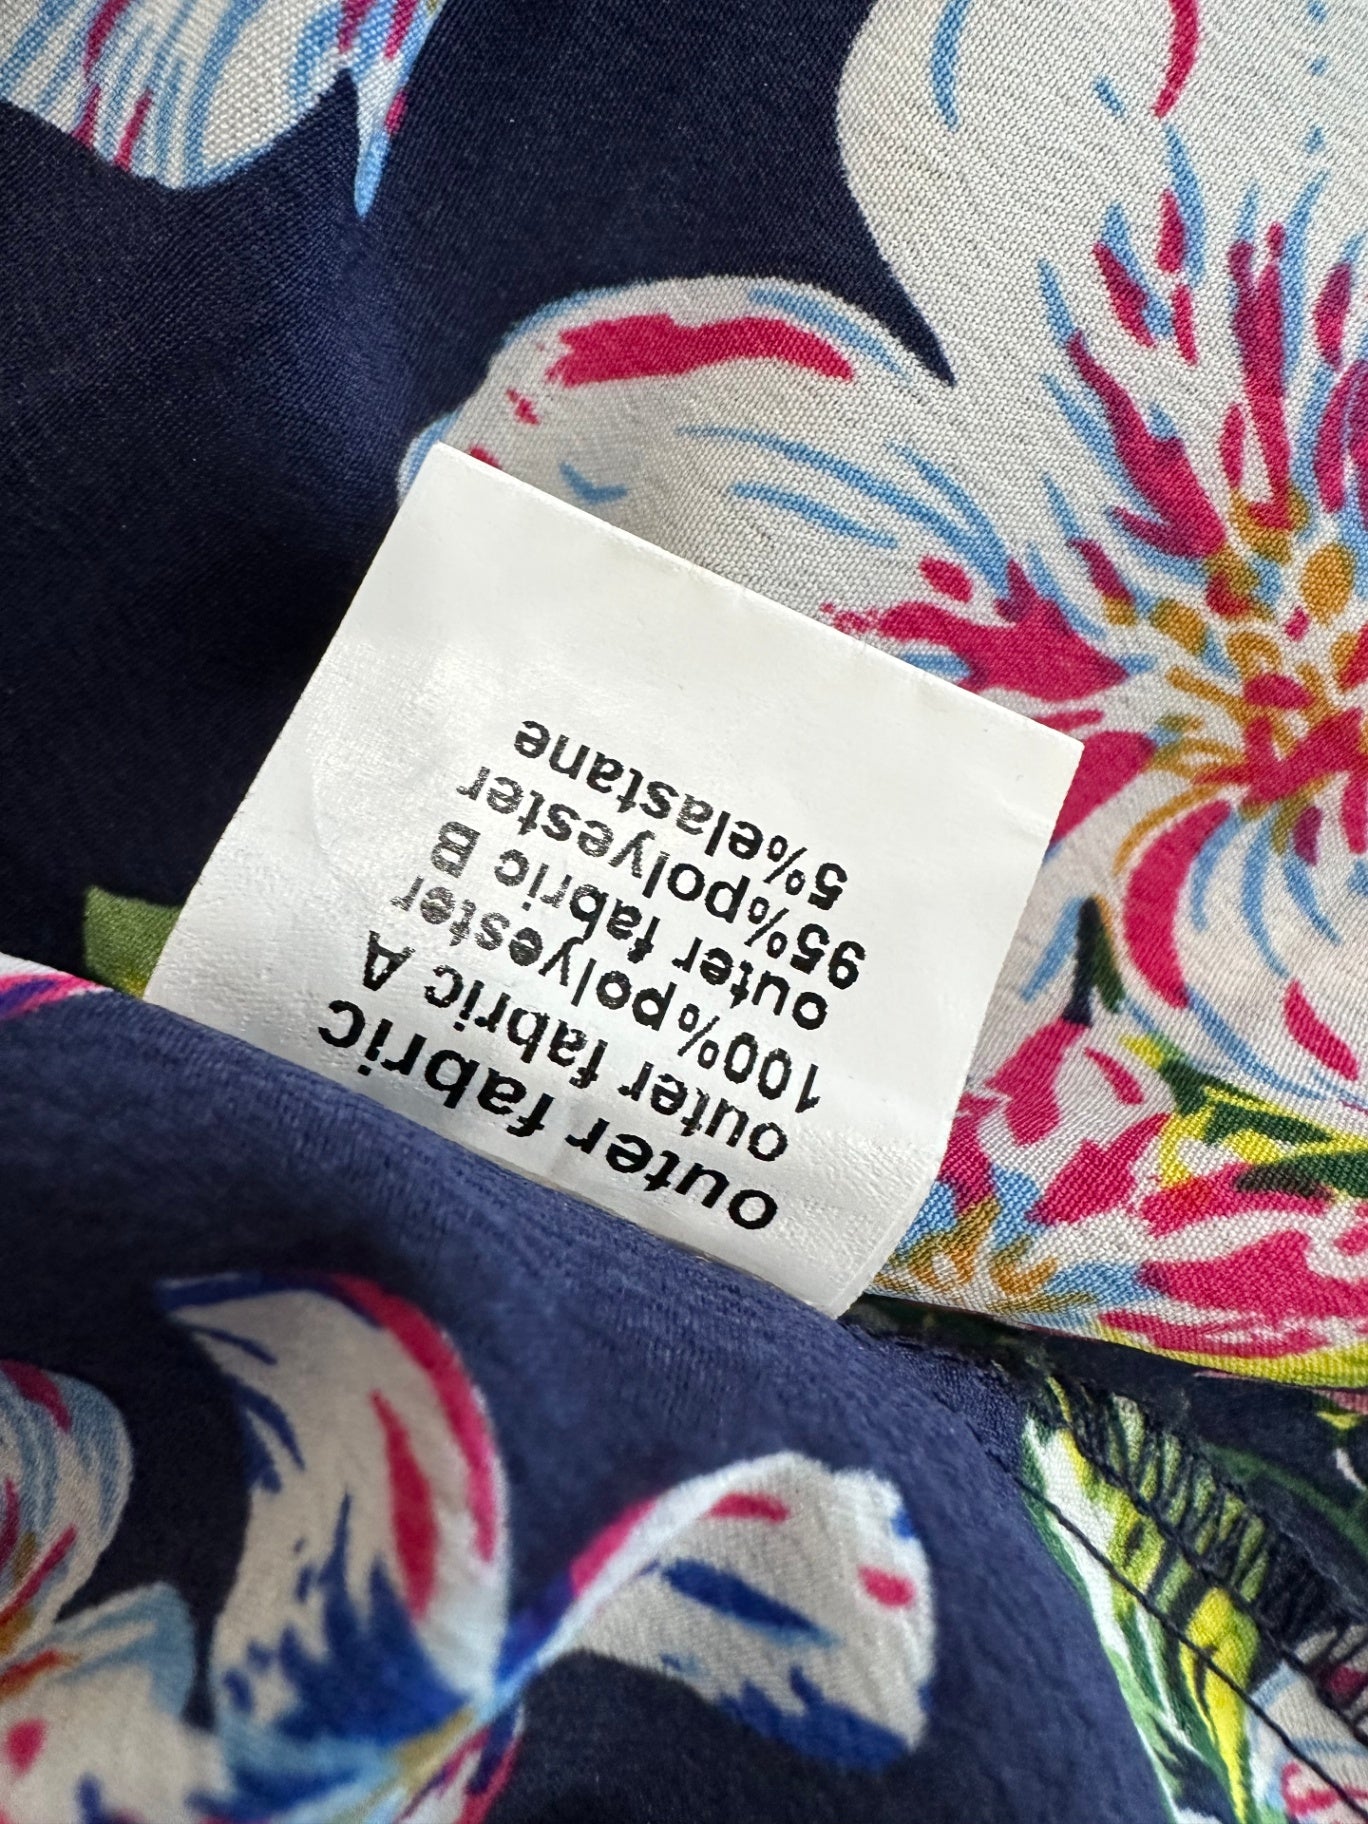 outer fabric
outer fabric A
100%polyester
outer fabric B
95%polyester
5%elastane